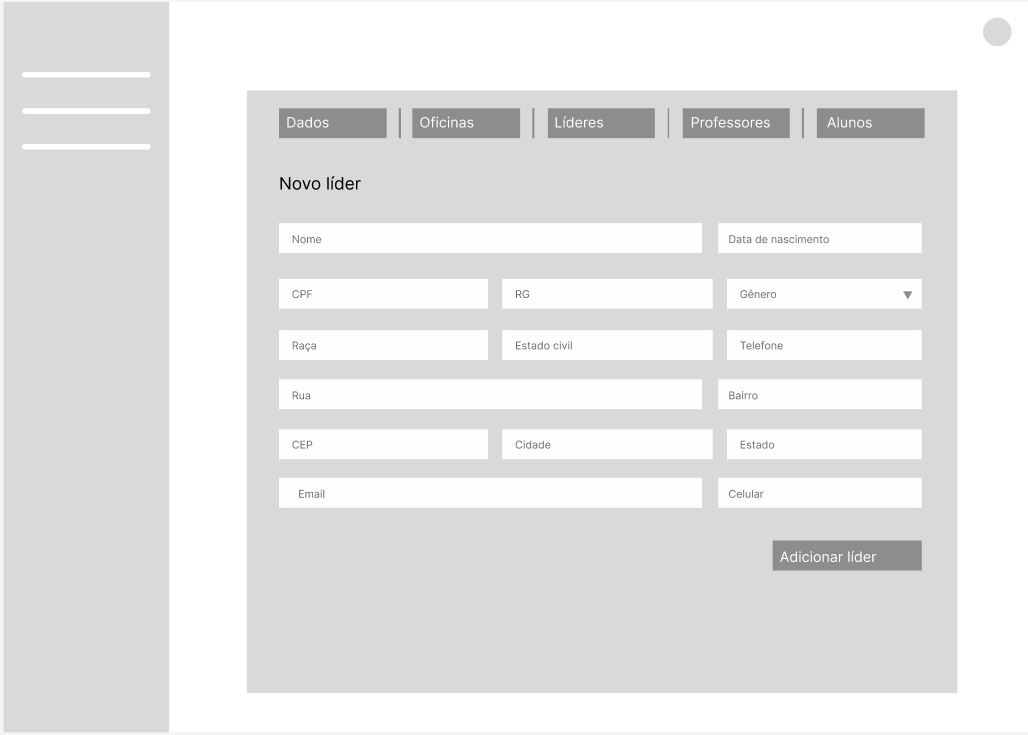 Dados
Oficinas
Líderes
Professores
Alunos
Novo líder
Nome
Data de nascimento
CPF
RG
Gênero
Raça
Estado civil
Telefone
Rua
Bairro
CEP
Cidade
Estado
Email
Celular
Adicionar líder